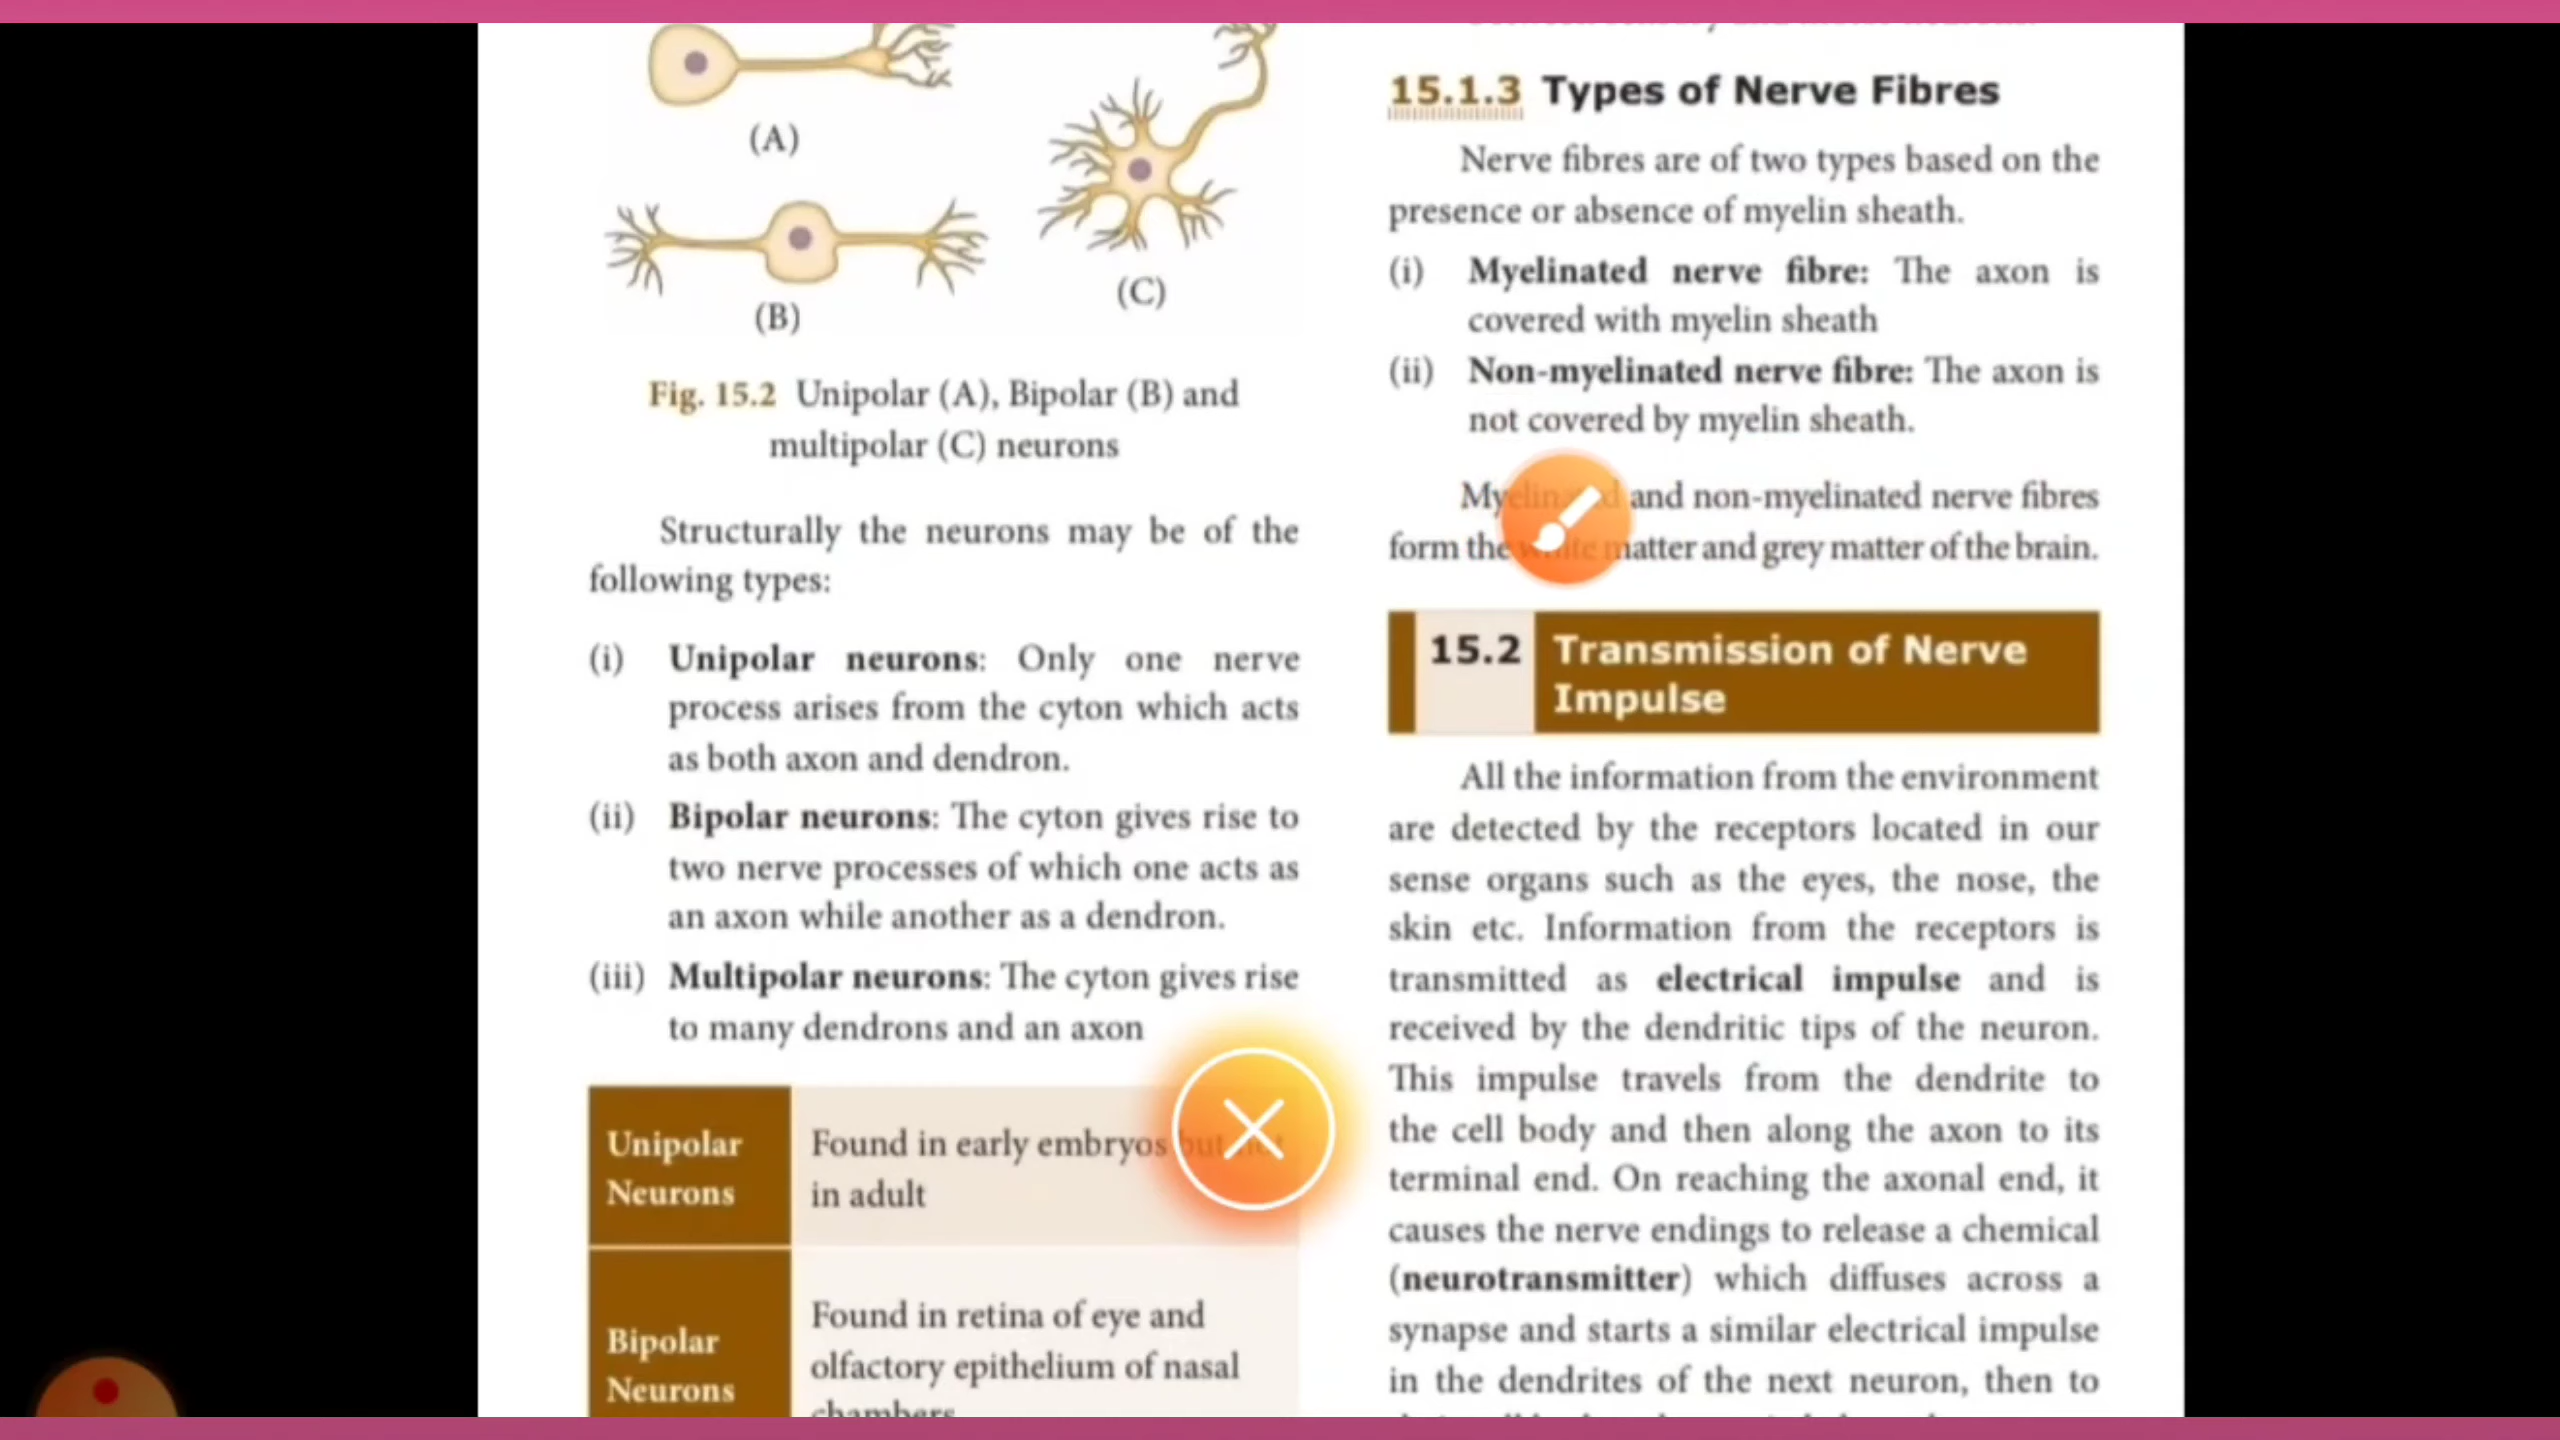 (A)
(B)
(C)
Fig. 15.2 Unipolar (A), Bipolar (B) and
multipolar (C) neurons
Structurally the neurons may be of the
following types:
(i) Unipolar neurons: Only one nerve
process arises from the cyton which acts
as both axon and dendron.
(ii) Bipolar neurons: The cyton gives rise to
two nerve processes of which one acts as
an axon while another as a dendron.
(iii) Multipolar neurons: The cyton gives rise
to many dendrons and an axon
Unipolar
Neurons
Found in early embryos but
in adult
Bipolar
Neurons
Found in retina of eye and
olfactory epithelium of nasal
chambers
15.1.3 Types of Nerve Fibres
Nerve fibres are of two types based on the
presence or absence of myelin sheath.
(i) Myelinated nerve fibre: The axon is
covered with myelin sheath
(ii) Non-myelinated nerve fibre: The axon is
not covered by myelin sheath.
Myelinated and non-myelinated nerve fibres
form the white matter and grey matter of the brain.
15.2 Transmission of Nerve
Impulse
All the information from the environment
are detected by the receptors located in our
sense organs such as the eyes, the nose, the
skin etc. Information from the receptors is
transmitted as electrical impulse and is
received by the dendritic tips of the neuron.
This impulse travels from the dendrite to
the cell body and then along the axon to its
terminal end. On reaching the axonal end, it
causes the nerve endings to release a chemical
(neurotransmitter) which diffuses across a
synapse and starts a similar electrical impulse
in the dendrites of the next neuron, then to